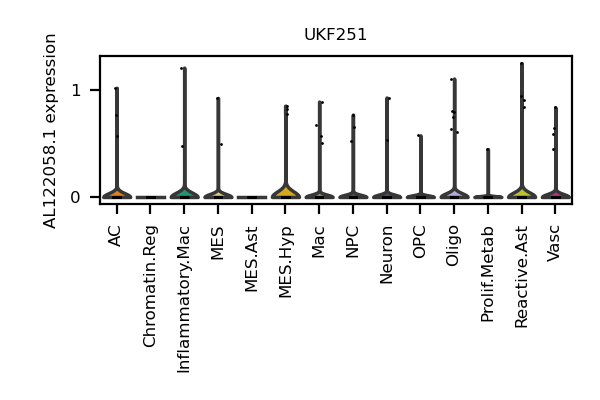 UKF251
AL122058.1 expression
1
0
AC
Chromatin.Reg
Inflammatory.Mac
MES
MES.Ast
MES.Hyp
Mac
NPC
Neuron
OPC
Oligo
Prolif.Metab
Reactive.Ast
Vasc